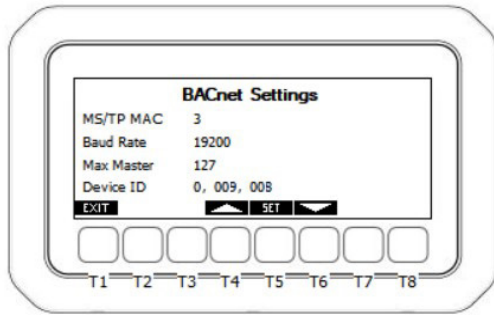 BACnet Settings
MS/TP MAC 3
Baud Rate 19200
Max Master 127
Device ID 0, 009, 008
EXIT SET
T1 T2 T3 T4 T5 T6 T7 T8